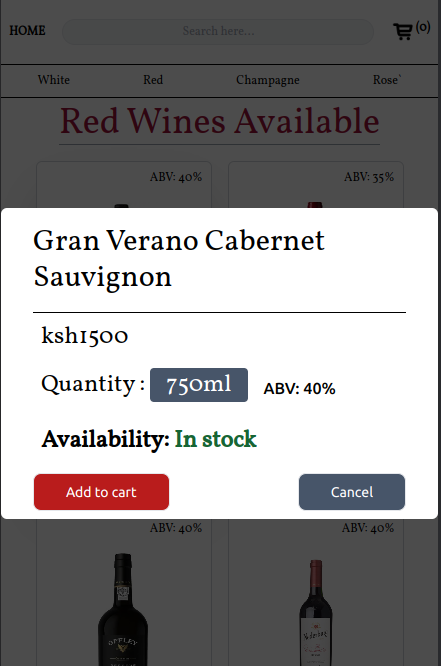 HOME
Search here...
(0)
White
Red
Champagne
Rose`
Red Wines Available
ABV: 40%
ABV: 35%
Gran Verano Cabernet
Sauvignon
ksh1500
Quantity : 750ml ABV: 40%
Availability: In stock
Add to cart
Cancel
ABV: 40%
ABV: 40%
OFFLEY